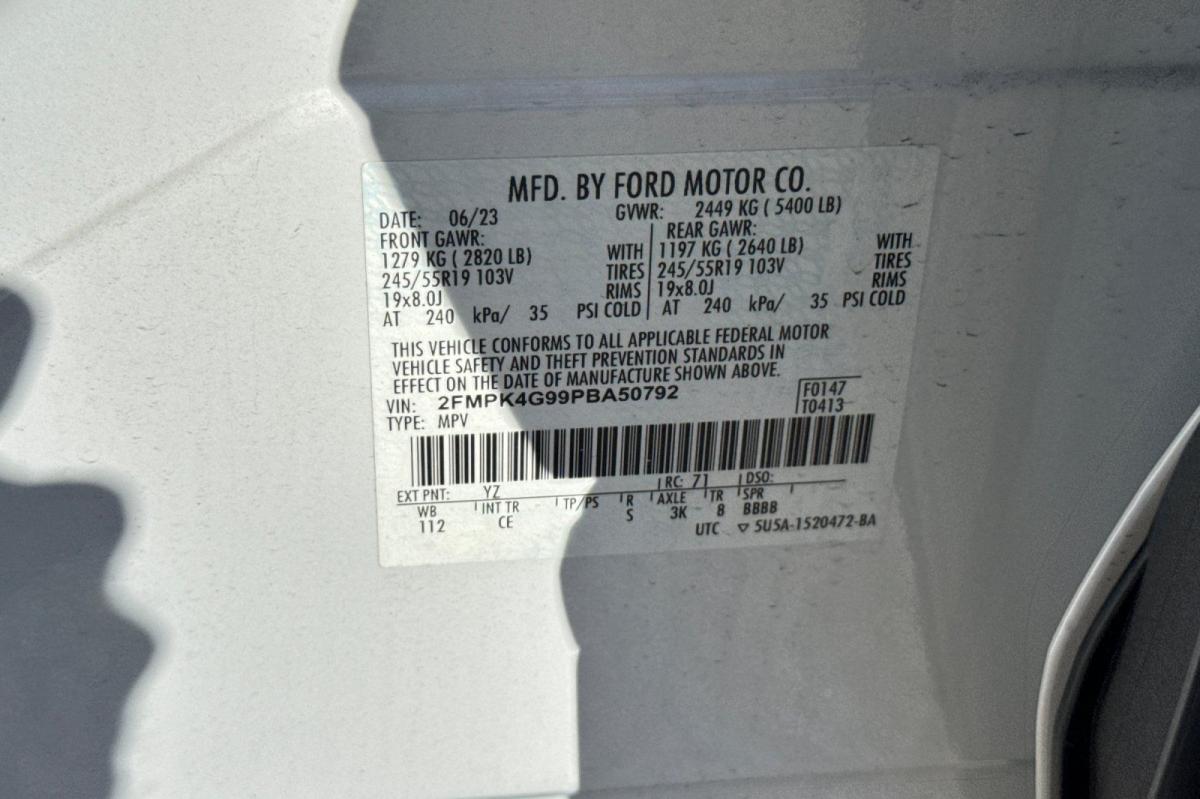 MFD. BY FORD MOTOR CO.
DATE: 06/23 GVWR: 2449 KG ( 5400 LB)
FRONT GAWR: REAR GAWR:
1279 KG ( 2820 LB) WITH 1197 KG ( 2640 LB) WITH
245/55R19 103V TIRES 245/55R19 103V TIRES
19x8.0J RIMS 19x8.0J RIMS
AT 240 kPa/ 35 PSI COLD AT 240 kPa/ 35 PSI COLD
THIS VEHICLE CONFORMS TO ALL APPLICABLE FEDERAL MOTOR
VEHICLE SAFETY AND THEFT PREVENTION STANDARDS IN
EFFECT ON THE DATE OF MANUFACTURE SHOWN ABOVE.
VIN: 2FMPK4G99PBA50792 F0147
TYPE: MPV T0413
EXT PNT: YZ RC: 71 DSO:
WB INT TR TP/PS R AXLE TR SPR
112 CE S 3K 8 BBBB
UTC ▽ 5U5A-1520472-BA